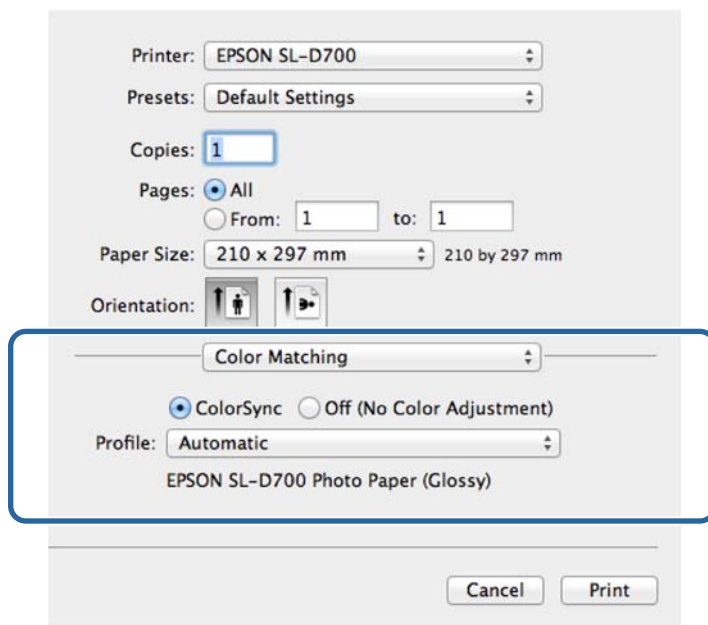 Printer: EPSON SL-D700
Presets: Default Settings
Copies: 1
Pages: All
From: 1 to: 1
Paper Size: 210 x 297 mm 210 by 297 mm
Orientation:
Color Matching
ColorSync Off (No Color Adjustment)
Profile: Automatic
EPSON SL-D700 Photo Paper (Glossy)
Cancel Print